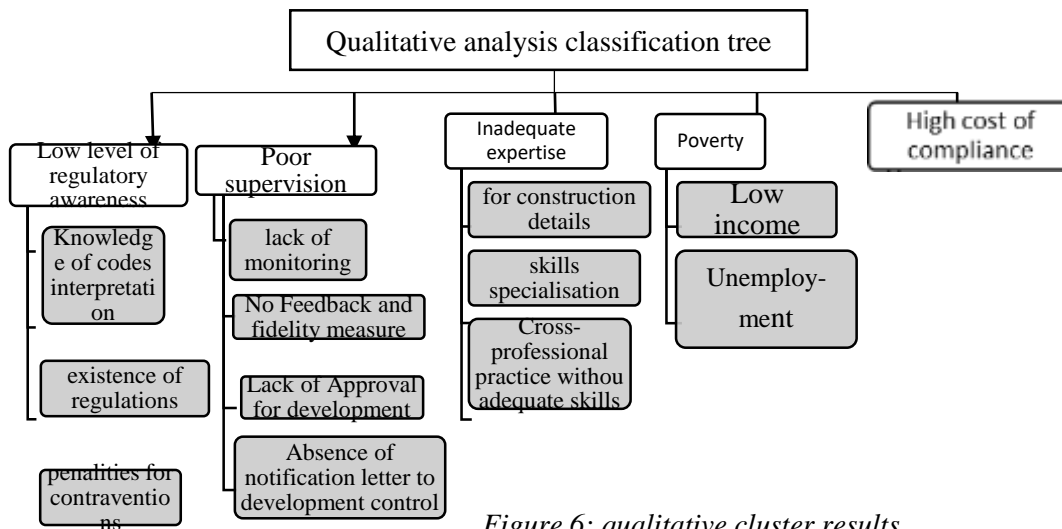 Qualitative analysis classification tree
Low level of
regulatory
awareness
Knowledg
e of codes
interpretati
on
existence of
regulations
penalities for
contraventio
ns
Poor
supervision
lack of
monitoring
No Feedback and
fidelity measure
Lack of Approval
for development
Absence of
notification letter to
development control
Inadequate
expertise
for construction
details
skills
specialisation
Cross-
professional
practice withou
adequate skills
Poverty
Low
income
Unemploy-
ment
High cost of
compliance
Figure 6: qualitative cluster results